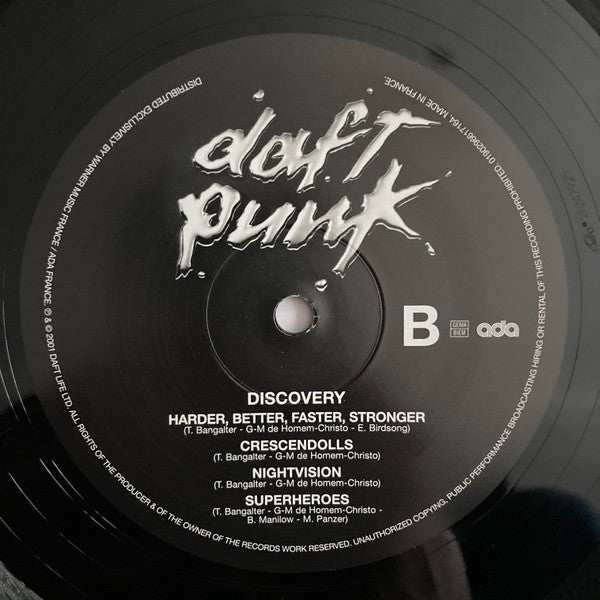 daft
punk
B
GEMA
BIEM
ada
DISCOVERY
HARDER, BETTER, FASTER, STRONGER
(T. Bangalter - G-M de Homem-Christo - E. Birdsong)
CRESCENDOLLS
(T. Bangalter - G-M de Homem-Christo)
NIGHTVISION
(T. Bangalter - G-M de Homem-Christo)
SUPERHEROES
(T. Bangalter - G-M de Homem-Christo -
B. Manilow - M. Panzer)
DISTRIBUTED EXCLUSIVELY BY WARNER MUSIC FRANCE / ADA FRANCE. ℗ & © 2001 DAFT LIFE LTD. ALL RIGHTS OF THE PRODUCER & OF THE OWNER OF THE RECORDS WORK RESERVED. UNAUTHORIZED COPYING, PUBLIC PERFORMANCE BROADCASTING HIRING OR RENTAL OF THIS RECORDING PROHIBITED. 0190296617164. MADE IN FRANCE.